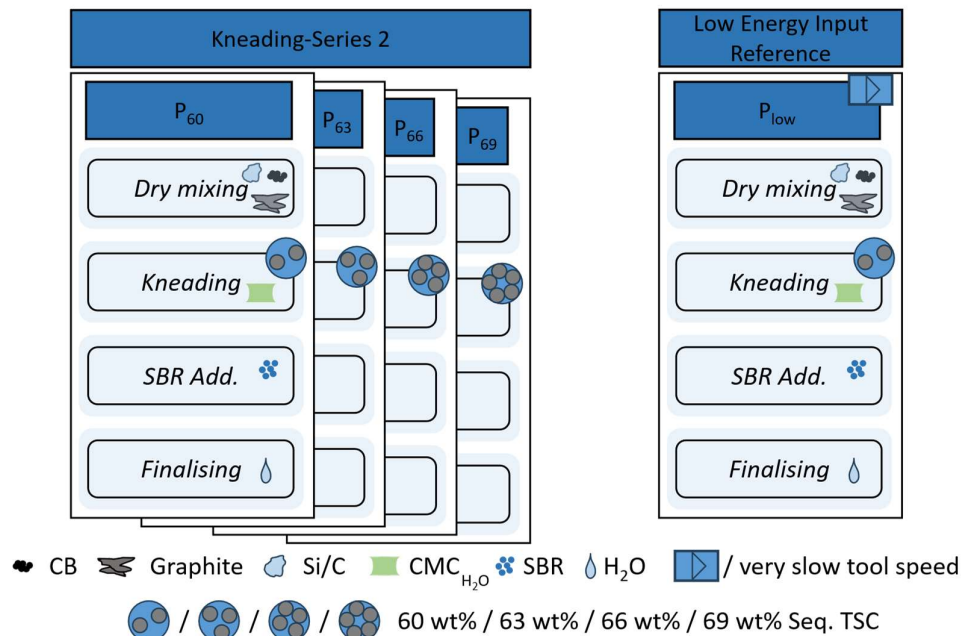 Kneading-Series 2
Low Energy Input
Reference
P60
P63
P66
P69
Plow
Dry mixing
Dry mixing
Kneading
Kneading
SBR Add.
SBR Add.
Finalising
Finalising
CB Graphite Si/C CMCH2O SBR H2O / very slow tool speed
/ / / 60 wt% / 63 wt% / 66 wt% / 69 wt% Seq. TSC